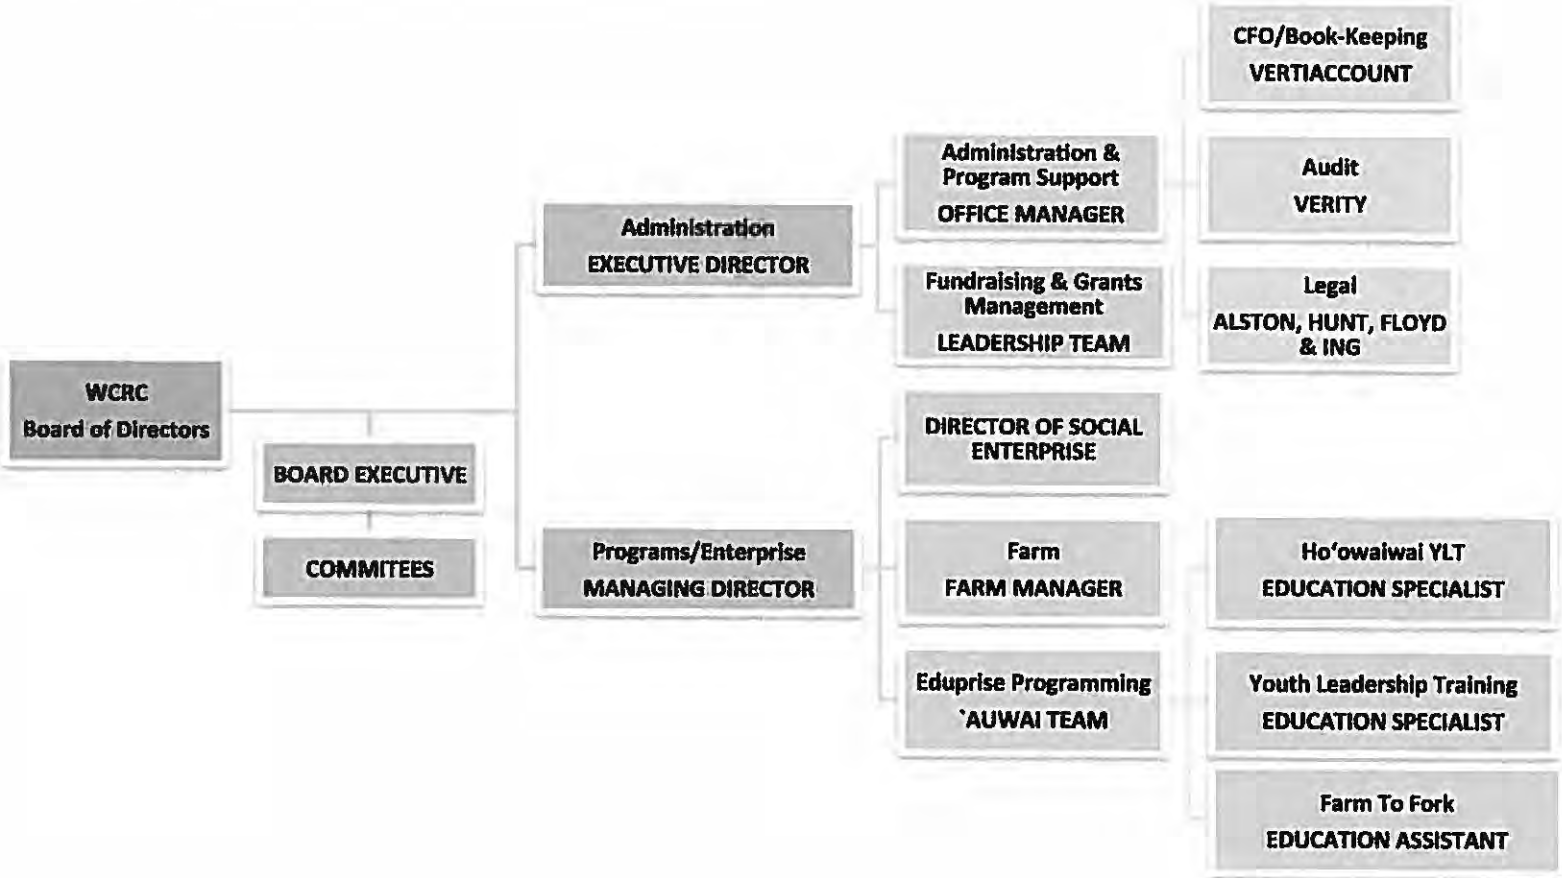 WCRC
Board of Directors
BOARD EXECUTIVE
COMMITEES
Administration
EXECUTIVE DIRECTOR
Programs/Enterprise
MANAGING DIRECTOR
Administration &
Program Support
OFFICE MANAGER
Fundraising & Grants
Management
LEADERSHIP TEAM
DIRECTOR OF SOCIAL
ENTERPRISE
Farm
FARM MANAGER
Eduprise Programming
`AUWAI TEAM
CFO/Book-Keeping
VERTIACCOUNT
Audit
VERITY
Legal
ALSTON, HUNT, FLOYD
& ING
Ho‘owaiwai YLT
EDUCATION SPECIALIST
Youth Leadership Training
EDUCATION SPECIALIST
Farm To Fork
EDUCATION ASSISTANT